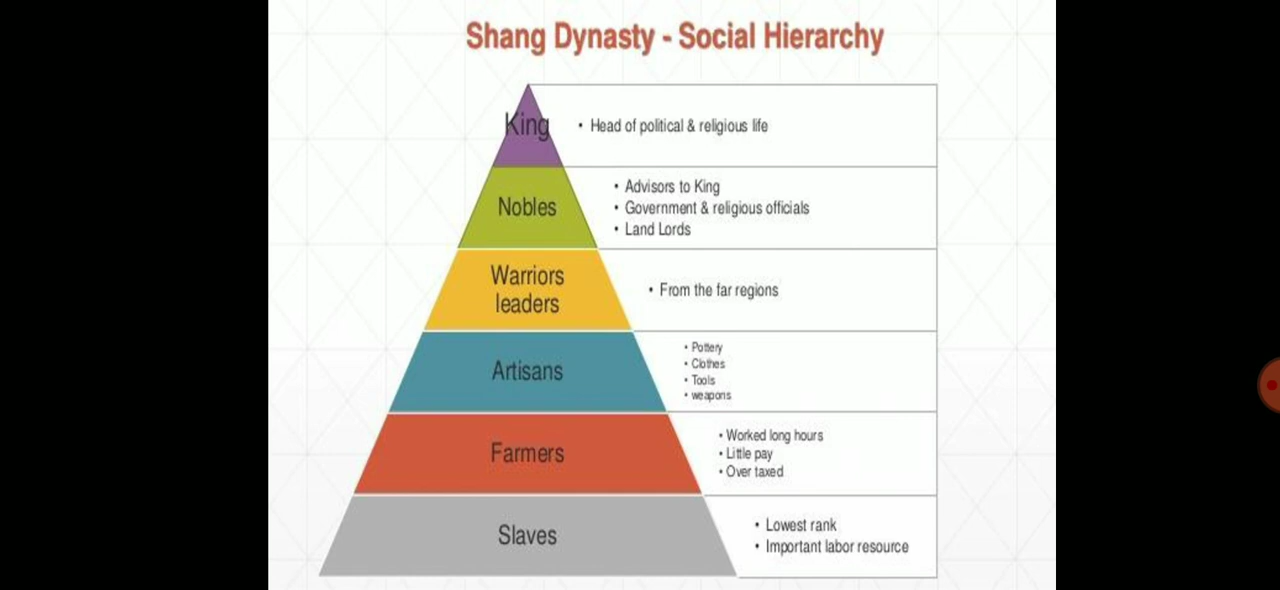 Shang Dynasty - Social Hierarchy
King
• Head of political & religious life
Nobles
• Advisors to King
• Government & religious officials
• Land Lords
Warriors
leaders
• From the far regions
Artisans
• Pottery
• Clothes
• Tools
• weapons
Farmers
• Worked long hours
• Little pay
• Over taxed
Slaves
• Lowest rank
• Important labor resource